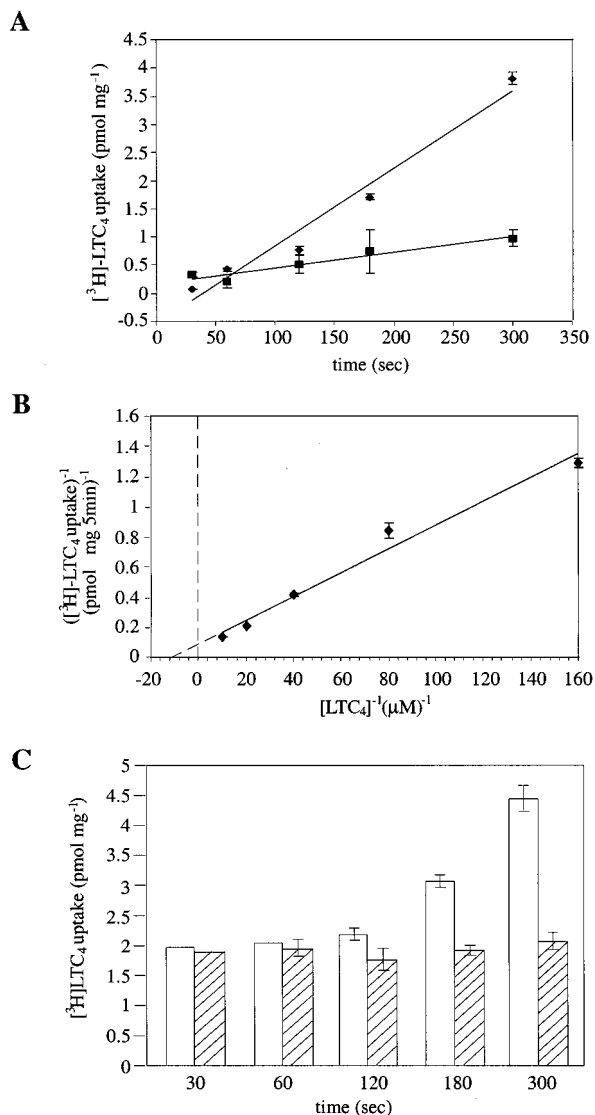 A
[³H]-LTC₄ uptake (pmol mg⁻¹)
4.5
4
3.5
3
2.5
2
1.5
1
0.5
0
-0.5
0 50 100 150 200 250 300 350
time (sec)
B
([³H]-LTC₄ uptake)⁻¹
(pmol mg 5min)⁻¹
1.6
1.4
1.2
1
0.8
0.6
0.4
0.2
0
-20 0 20 40 60 80 100 120 140 160
[LTC₄]⁻¹(µM)⁻¹
C
[³H]LTC₄ uptake (pmol mg⁻¹)
5
4.5
4
3.5
3
2.5
2
1.5
1
0.5
0
30 60 120 180 300
time (sec)